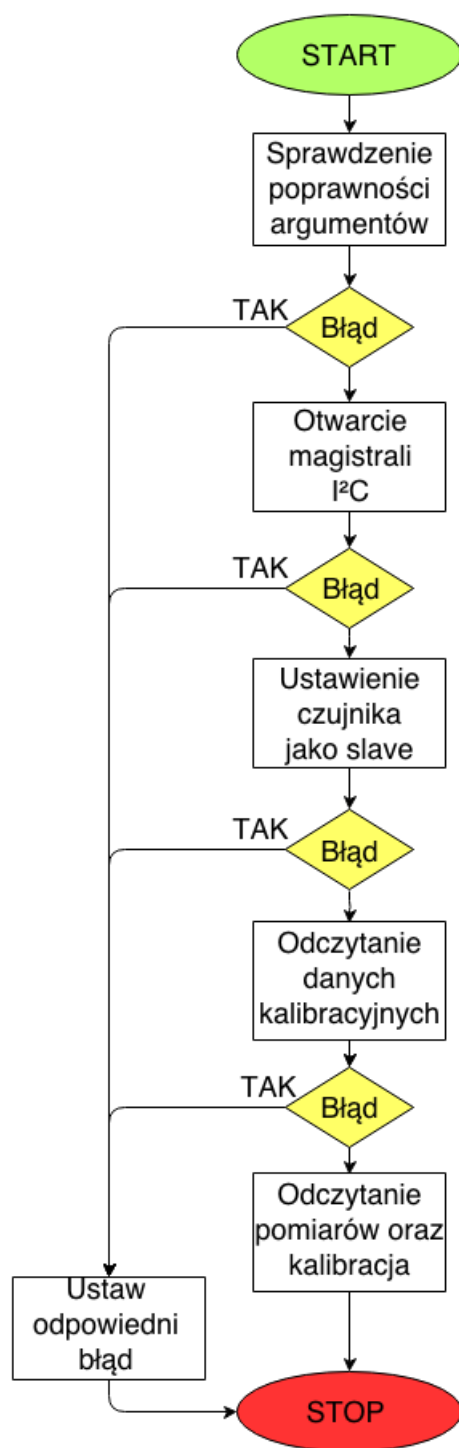 START
Sprawdzenie
poprawności
argumentów
TAK
Błąd
Otwarcie
magistrali
I²C
TAK
Błąd
Ustawienie
czujnika
jako slave
TAK
Błąd
Odczytanie
danych
kalibracyjnych
TAK
Błąd
Odczytanie
pomiarów oraz
kalibracja
Ustaw
odpowiedni
błąd
STOP